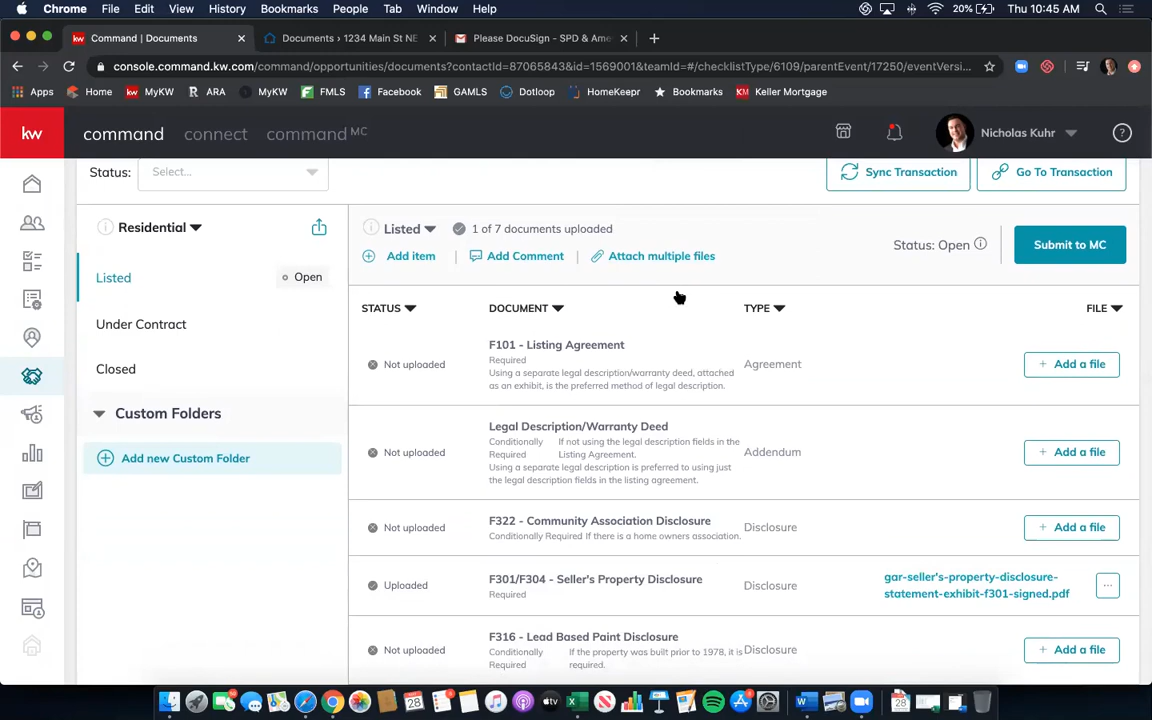 Chrome File Edit View History Bookmarks People Tab Window Help 20% Thu 10:45 AM
kw Command | Documents × Documents › 1234 Main St NE × Please DocuSign - SPD & Ame × +
console.command.kw.com/command/opportunities/documents?contactId=87065843&id=1569001&teamId=#/checklistType/6109/parentEvent/17250/eventVersi...
Apps Home kw MyKW R ARA MyKW FMLS Facebook GAMLS Dotloop HomeKeepr Bookmarks KM Keller Mortgage
kw command connect command MC Nicholas Kuhr ?
Status: Select... Sync Transaction Go To Transaction
Residential
Listed Open
Under Contract
Closed
Custom Folders
Add new Custom Folder
Listed 1 of 7 documents uploaded
Add item | Add Comment | Attach multiple files
Status: Open Submit to MC
STATUS DOCUMENT TYPE FILE
F101 - Listing Agreement
Required
Not uploaded Agreement + Add a file
Using a separate legal description/warranty deed, attached
as an exhibit, is the preferred method of legal description.
Legal Description/Warranty Deed
Conditionally If not using the legal description fields in the
Required Listing Agreement.
Not uploaded Addendum + Add a file
Using a separate legal description is preferred to using just
the legal description fields in the listing agreement.
F322 - Community Association Disclosure
Not uploaded Disclosure + Add a file
Conditionally Required If there is a home owners association.
F301/F304 - Seller's Property Disclosure
Required
Uploaded Disclosure
gar-seller's-property-disclosure-
statement-exhibit-f301-signed.pdf ...
F316 - Lead Based Paint Disclosure
Not uploaded Disclosure + Add a file
Conditionally If the property was built prior to 1978, it is
Required required.